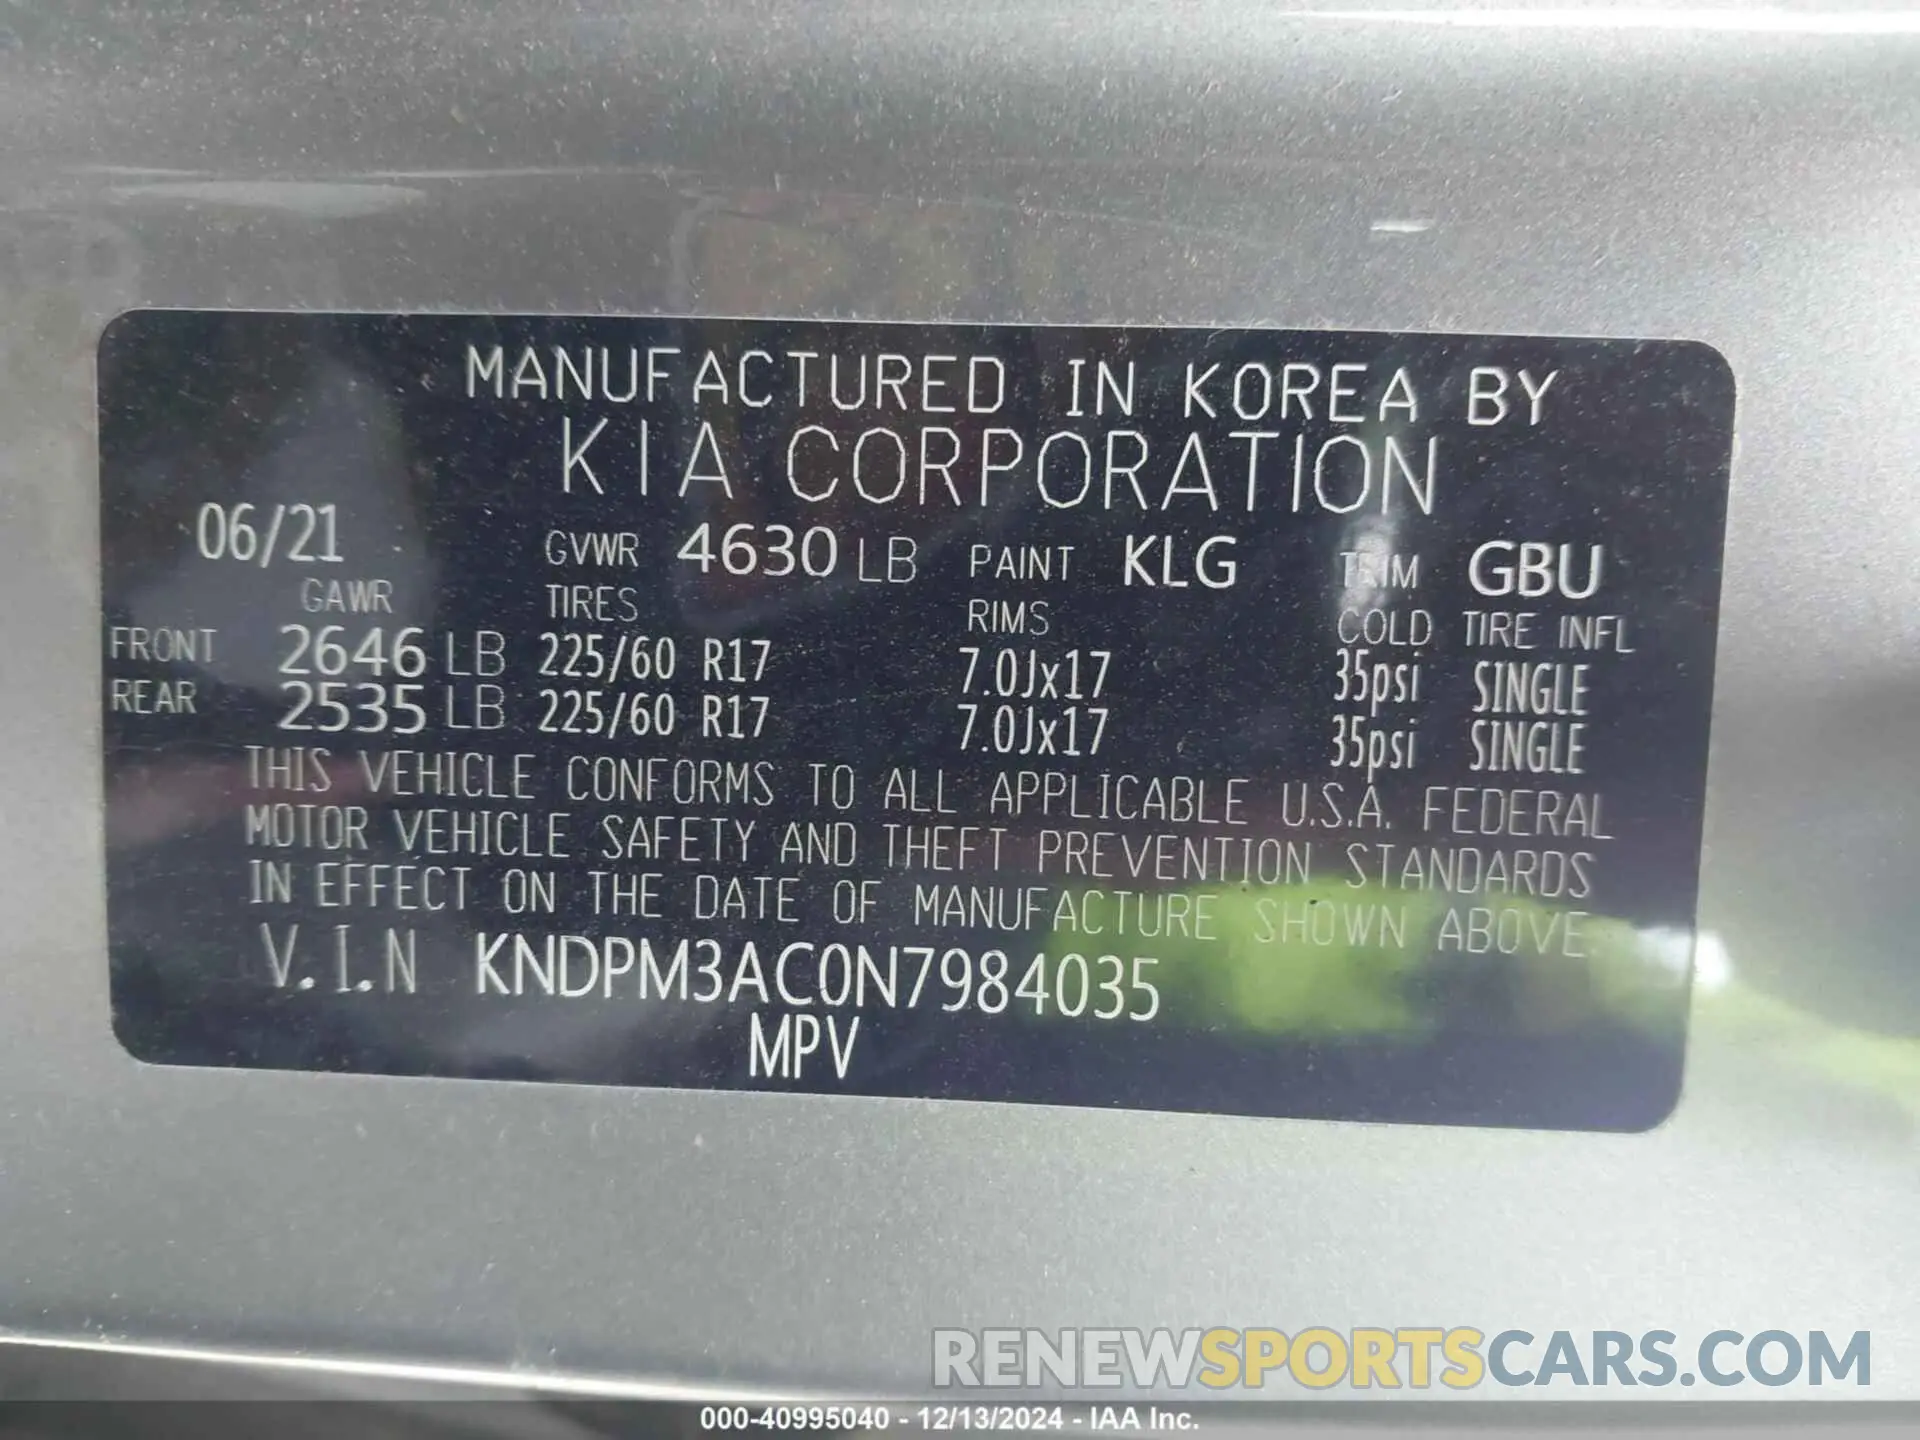 MANUFACTURED IN KOREA BY
KIA CORPORATION
06/21 GVWR 4630 LB PAINT KLG TRIM GBU
GAWR TIRES RIMS COLD TIRE INFL
FRONT 2646 LB 225/60 R17 7.0Jx17 35psi SINGLE
REAR 2535 LB 225/60 R17 7.0Jx17 35psi SINGLE
THIS VEHICLE CONFORMS TO ALL APPLICABLE U.S.A. FEDERAL
MOTOR VEHICLE SAFETY AND THEFT PREVENTION STANDARDS
IN EFFECT ON THE DATE OF MANUFACTURE SHOWN ABOVE.
V.I.N KNDPM3AC0N7984035
MPV
RENEWSPORTSCARS.COM
000-40995040 - 12/13/2024 - IAA Inc.